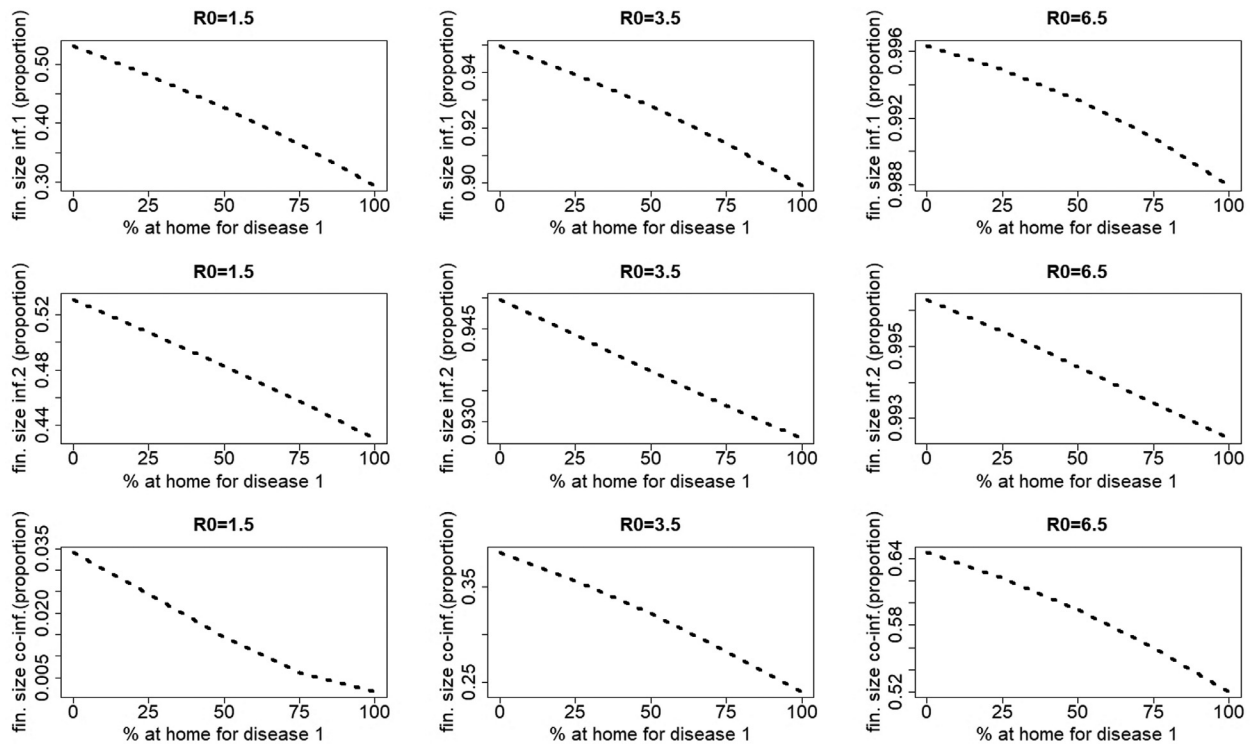 R0=1.5
fin. size inf.1 (proportion)
0.50
0.40
0.30
0 25 50 75 100
% at home for disease 1
R0=3.5
fin. size inf.1 (proportion)
0.94
0.92
0.90
0 25 50 75 100
% at home for disease 1
R0=6.5
fin. size inf.1 (proportion)
0.996
0.992
0.988
0 25 50 75 100
% at home for disease 1
R0=1.5
fin. size inf.2 (proportion)
0.52
0.48
0.44
0 25 50 75 100
% at home for disease 1
R0=3.5
fin. size inf.2 (proportion)
0.945
0.930
0 25 50 75 100
% at home for disease 1
R0=6.5
fin. size inf.2 (proportion)
0.995
0.993
0 25 50 75 100
% at home for disease 1
R0=1.5
fin. size co-inf.(proportion)
0.035
0.020
0.005
0 25 50 75 100
% at home for disease 1
R0=3.5
fin. size co-inf.(proportion)
0.35
0.25
0 25 50 75 100
% at home for disease 1
R0=6.5
fin. size co-inf.(proportion)
0.64
0.58
0.52
0 25 50 75 100
% at home for disease 1